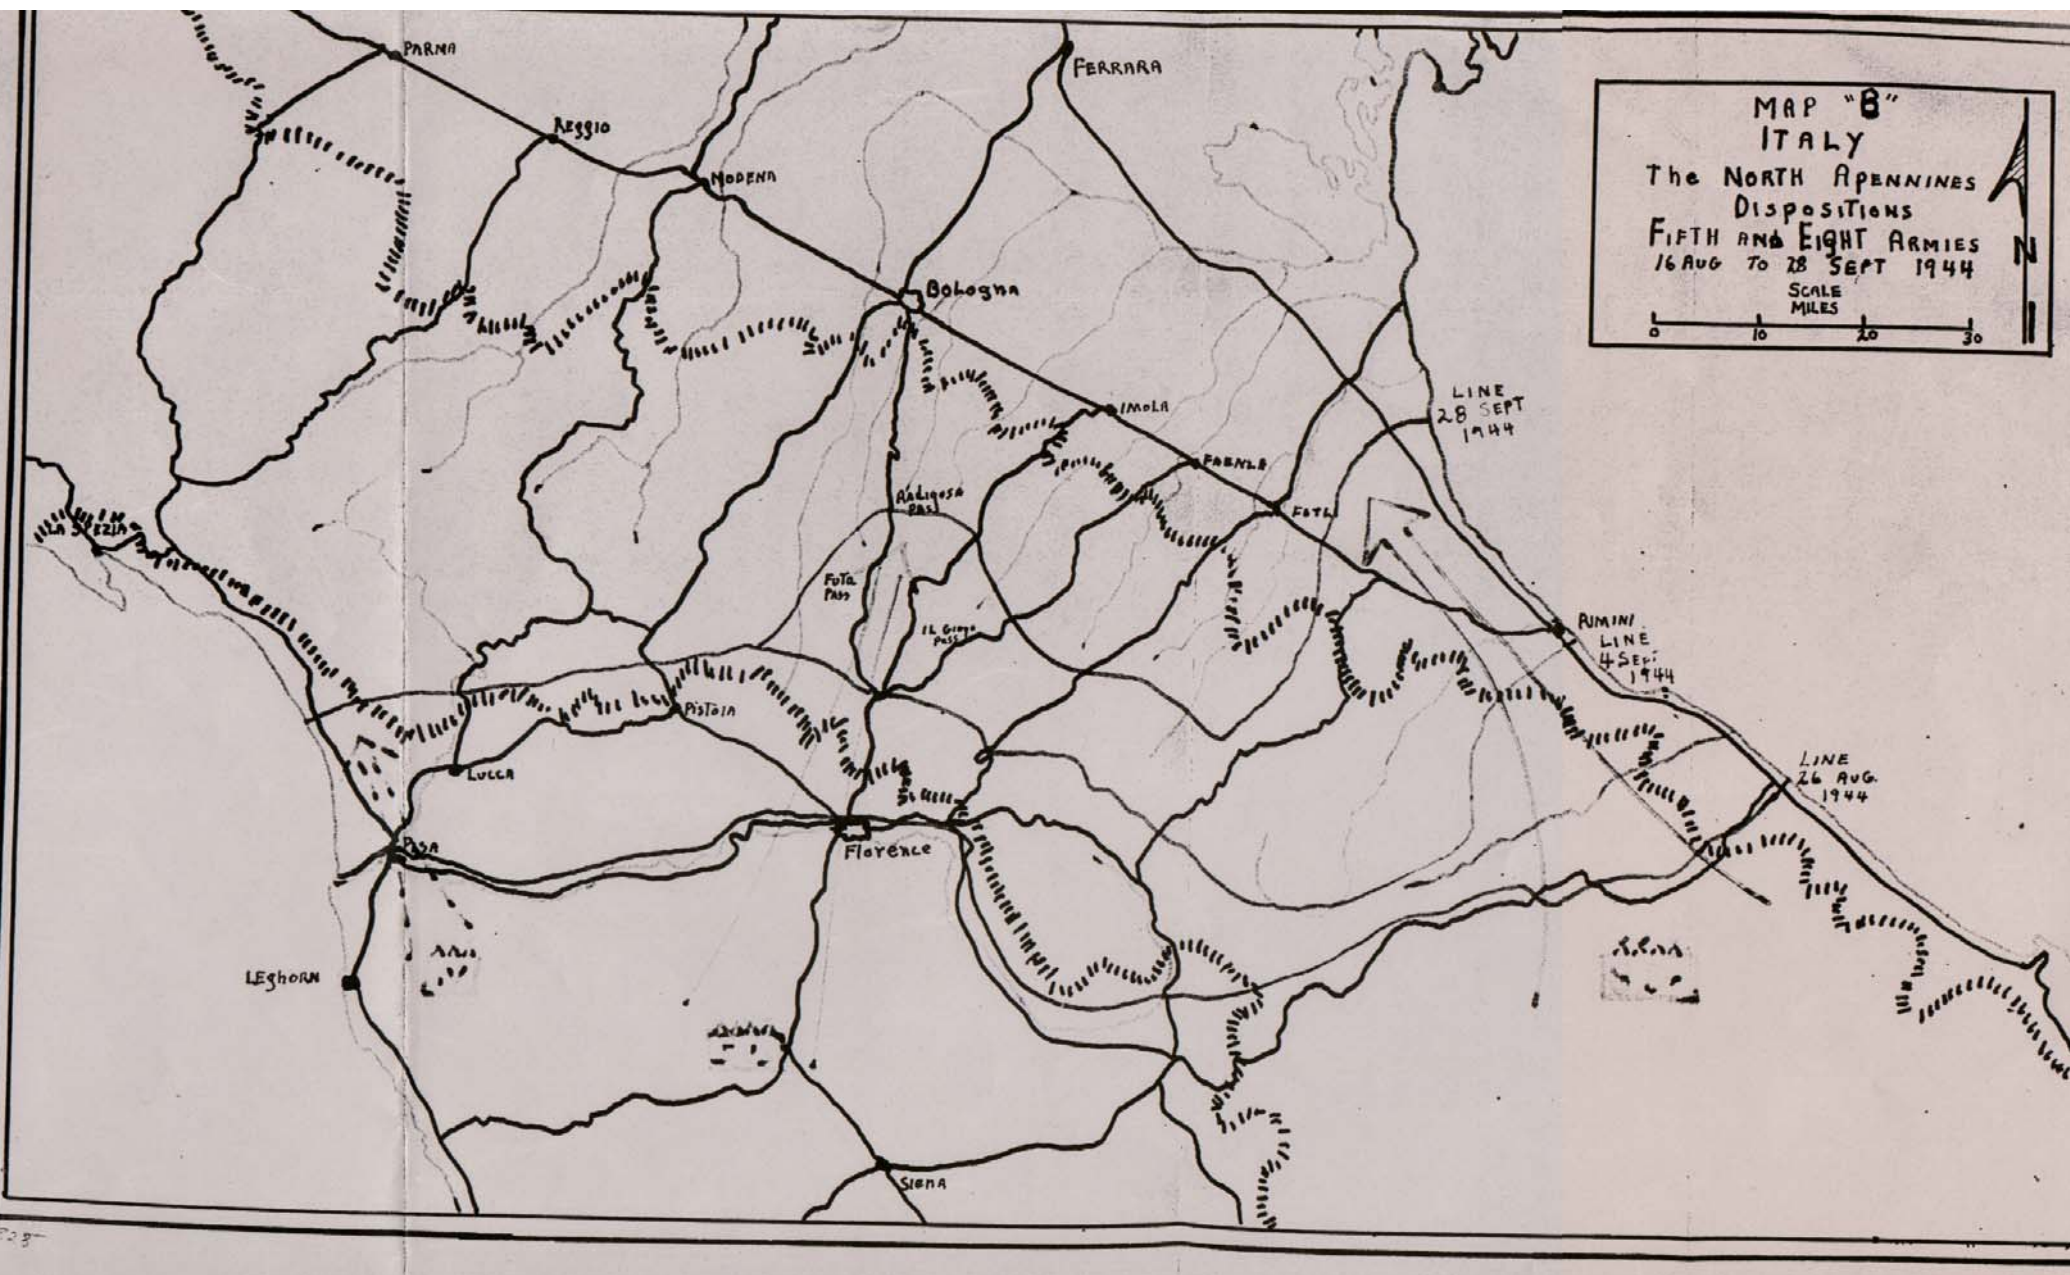 PARMA
REGGIO
MODENA
FERRARA
MAP "B"
ITALY
The NORTH APENNINES
DISPOSITIONS
FIFTH AND EIGHT ARMIES
16 AUG TO 28 SEPT 1944
SCALE
MILES
0 10 20 30
N
Bologna
IMOLA
LINE
28 SEPT
1944
FAENZA
RADICOSA
PASS
LA SPEZIA
FUTA
PASS
IL Giogo
PASS
RIMINI
LINE
4 SEPT
1944
PISTOIA
LUCCA
LINE
26 AUG.
1944
PISA
Florence
LEGHORN
SIENA